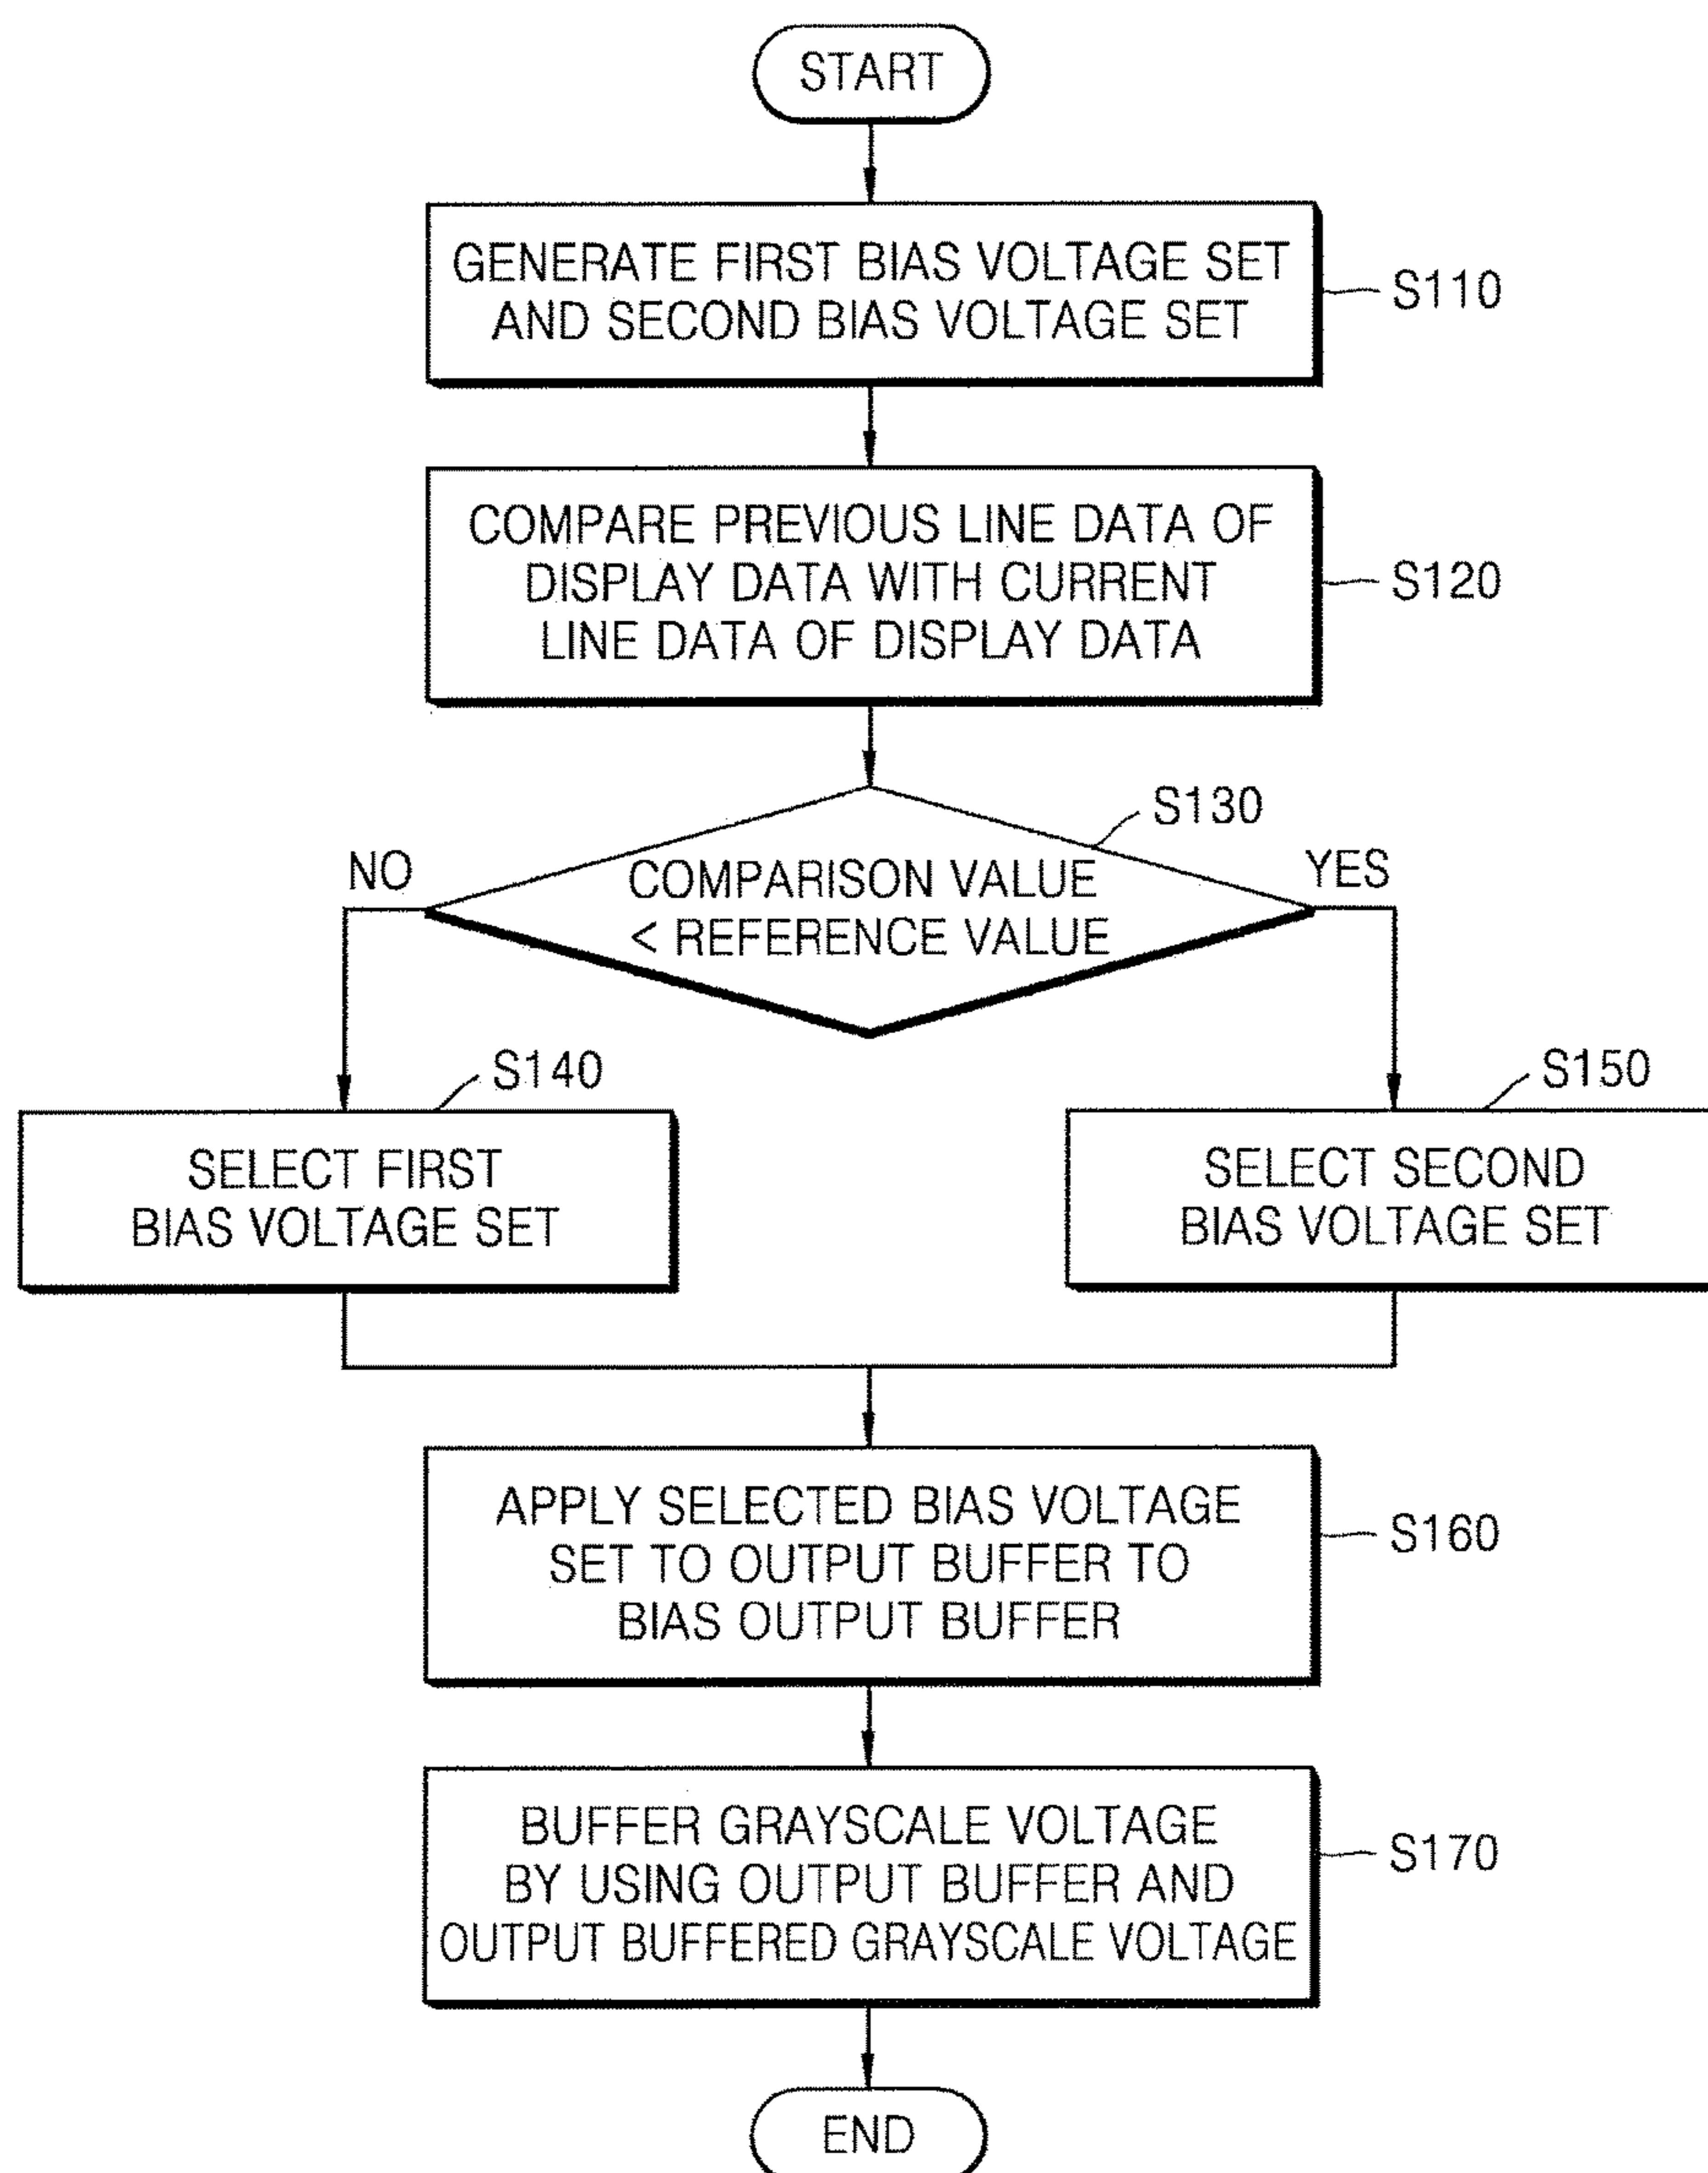 START
GENERATE FIRST BIAS VOLTAGE SET
AND SECOND BIAS VOLTAGE SET
S110
COMPARE PREVIOUS LINE DATA OF
DISPLAY DATA WITH CURRENT
LINE DATA OF DISPLAY DATA
S120
S130
NO
COMPARISON VALUE
< REFERENCE VALUE
YES
S140
SELECT FIRST
BIAS VOLTAGE SET
S150
SELECT SECOND
BIAS VOLTAGE SET
APPLY SELECTED BIAS VOLTAGE
SET TO OUTPUT BUFFER TO
BIAS OUTPUT BUFFER
S160
BUFFER GRAYSCALE VOLTAGE
BY USING OUTPUT BUFFER AND
OUTPUT BUFFERED GRAYSCALE VOLTAGE
S170
END